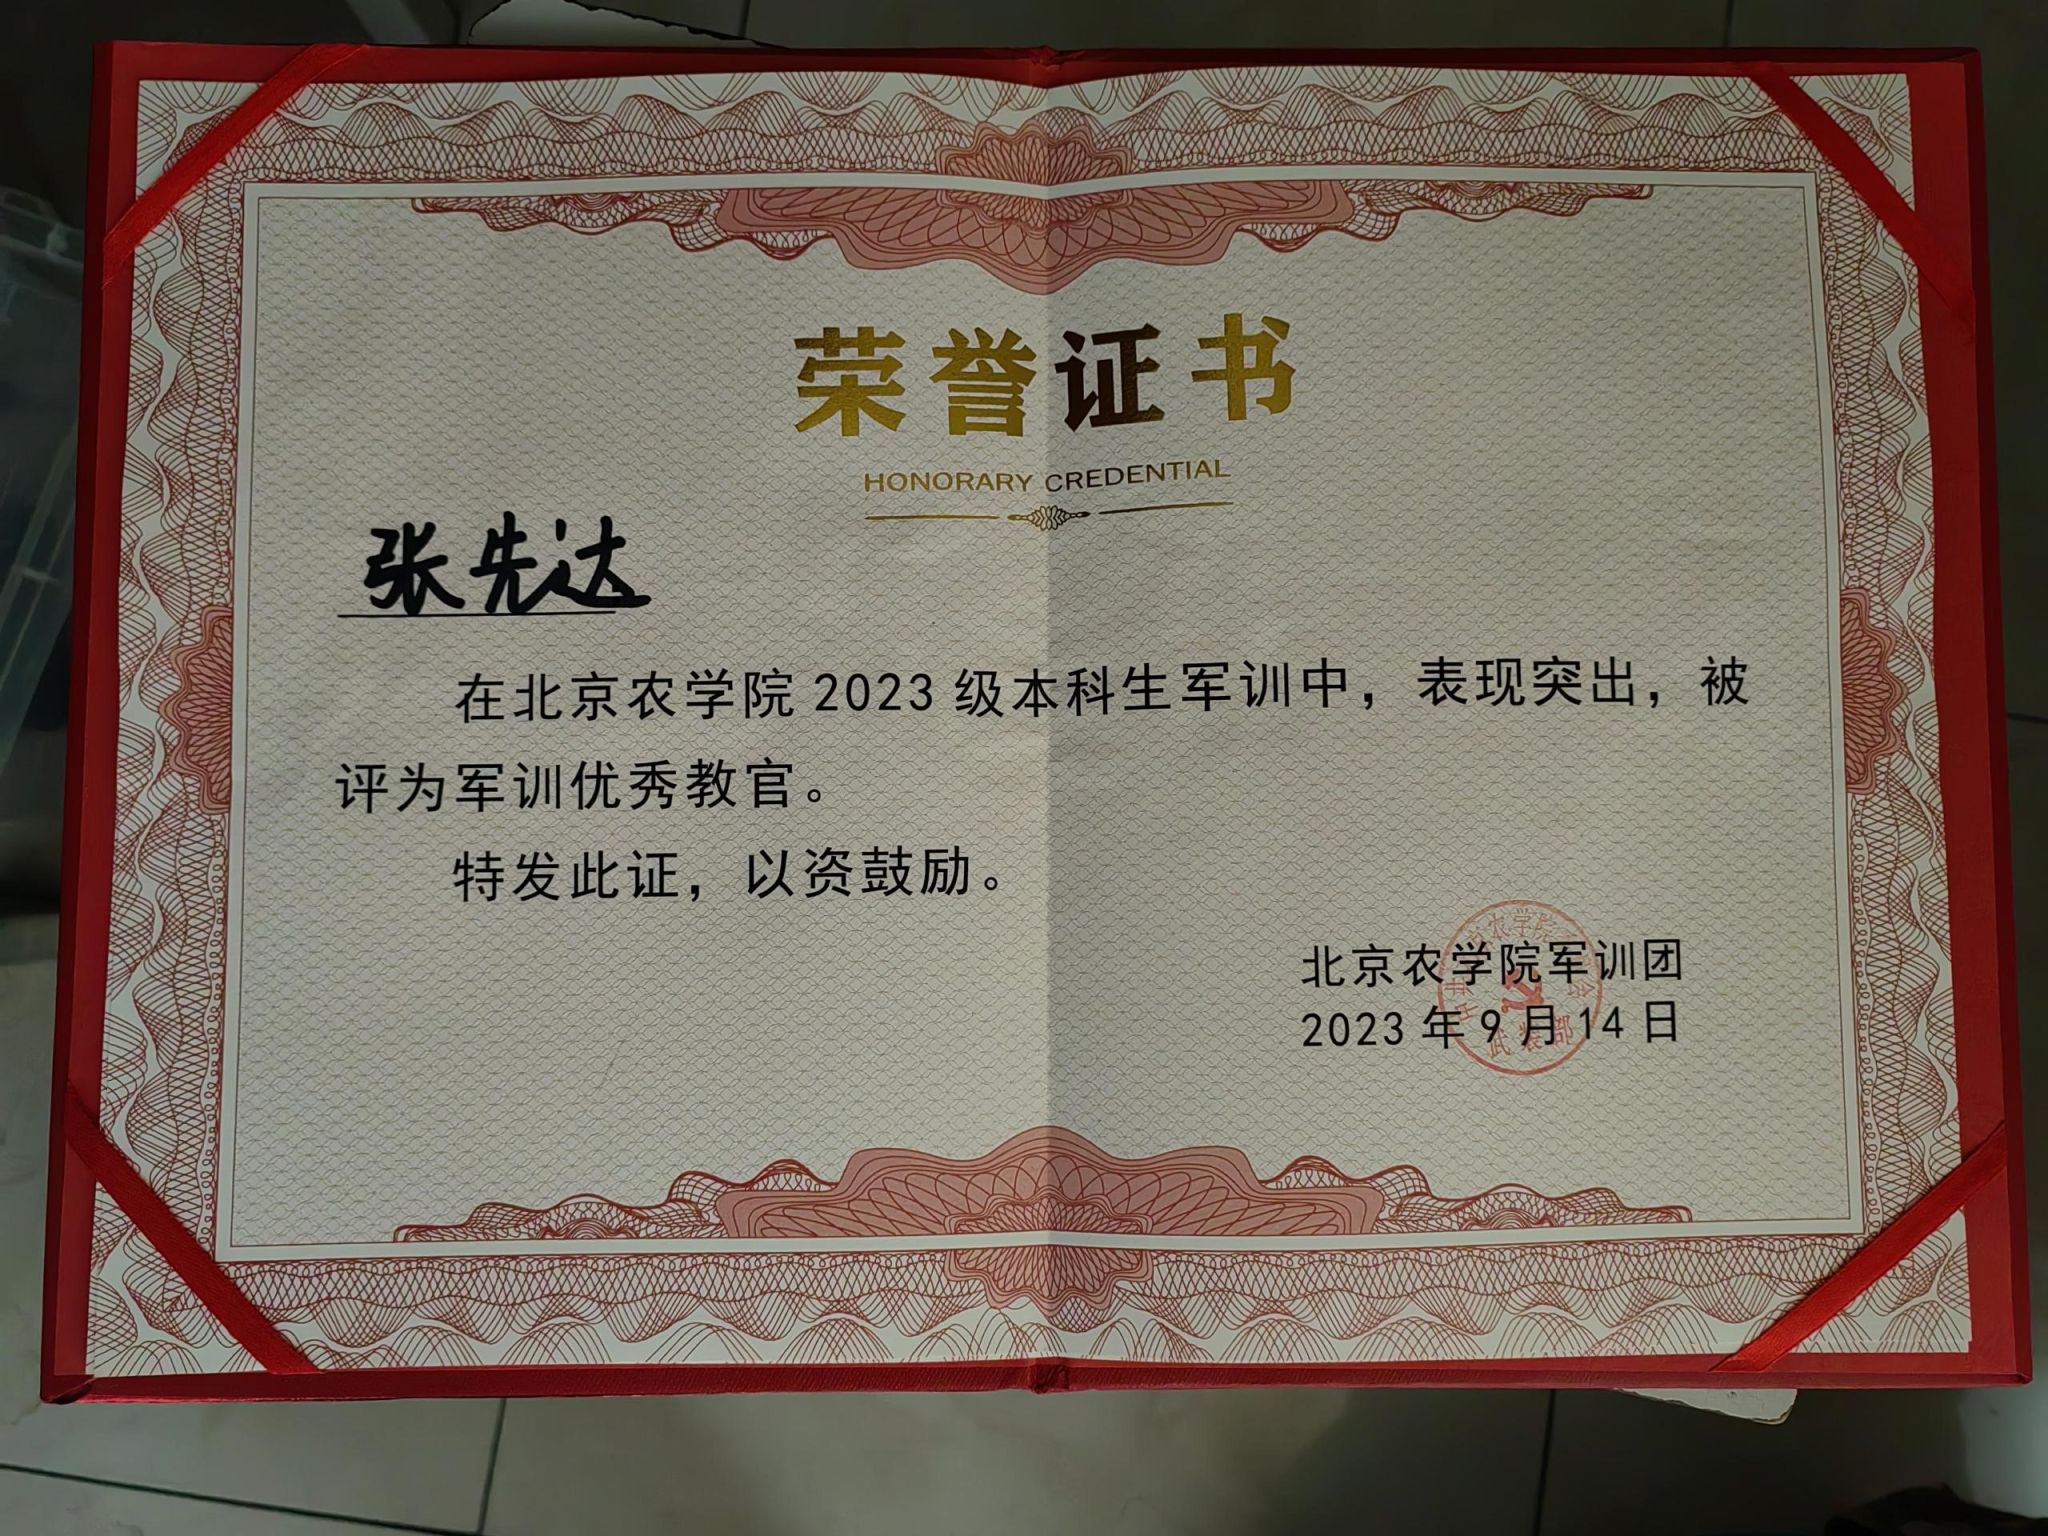 荣誉证书
HONORARY CREDENTIAL
张先达
在北京农学院2023级本科生军训中，表现突出，被
评为军训优秀教官。
特发此证，以资鼓励。
北京农学院军训团
2023年9月14日
武装部